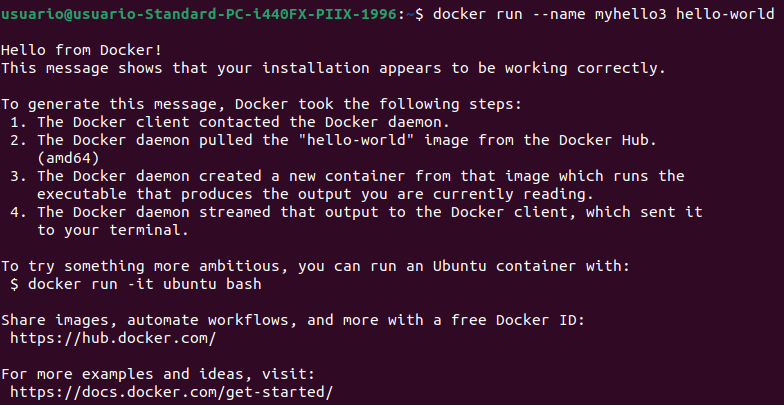 usuario@usuario-Standard-PC-i440FX-PIIX-1996:~$ docker run --name myhello3 hello-world

Hello from Docker!
This message shows that your installation appears to be working correctly.

To generate this message, Docker took the following steps:
 1. The Docker client contacted the Docker daemon.
 2. The Docker daemon pulled the "hello-world" image from the Docker Hub.
    (amd64)
 3. The Docker daemon created a new container from that image which runs the
    executable that produces the output you are currently reading.
 4. The Docker daemon streamed that output to the Docker client, which sent it
    to your terminal.

To try something more ambitious, you can run an Ubuntu container with:
 $ docker run -it ubuntu bash

Share images, automate workflows, and more with a free Docker ID:
 https://hub.docker.com/

For more examples and ideas, visit:
 https://docs.docker.com/get-started/